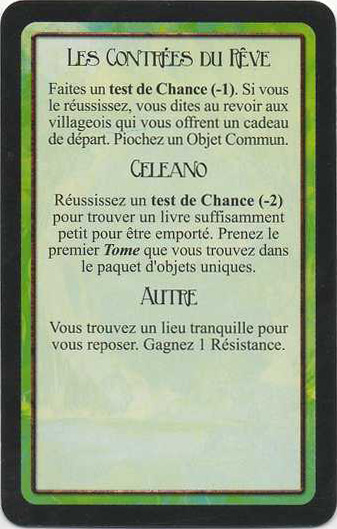 Les Contrées du Rêve
Faites un test de Chance (-1). Si vous
le réussissez, vous dites au revoir aux
villageois qui vous offrent un cadeau
de départ. Piochez un Objet Commun.
Celeano
Réussissez un test de Chance (-2)
pour trouver un livre suffisamment
petit pour être emporté. Prenez le
premier Tome que vous trouvez dans
le paquet d'objets uniques.
Autre
Vous trouvez un lieu tranquille pour
vous reposer. Gagnez 1 Résistance.